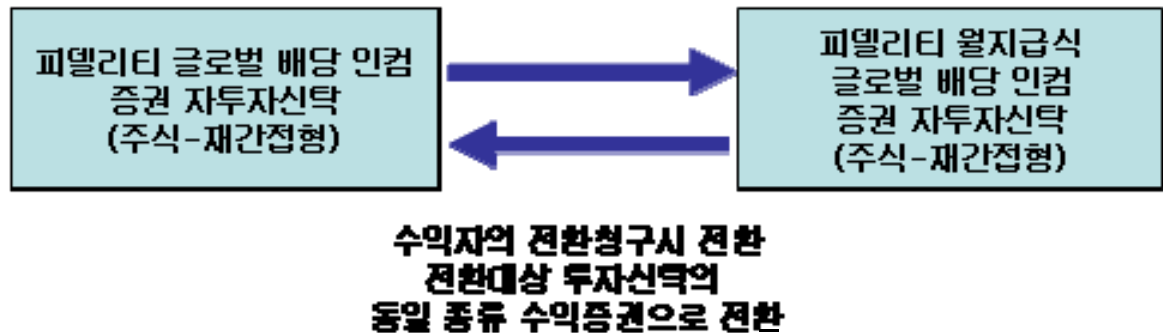 피델리티 글로벌 배당 인컴
증권 자투자신탁
(주식-재간접형)
피델리티 월지급식
글로벌 배당 인컴
증권 자투자신탁
(주식-재간접형)
수익자의 전환청구시 전환
전환대상 투자신탁의
동일 종류 수익증권으로 전환